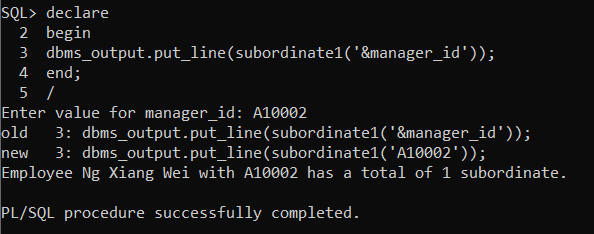 SQL> declare
  2  begin
  3  dbms_output.put_line(subordinate1('&manager_id'));
  4  end;
  5  /
Enter value for manager_id: A10002
old   3: dbms_output.put_line(subordinate1('&manager_id'));
new   3: dbms_output.put_line(subordinate1('A10002'));
Employee Ng Xiang Wei with A10002 has a total of 1 subordinate.

PL/SQL procedure successfully completed.